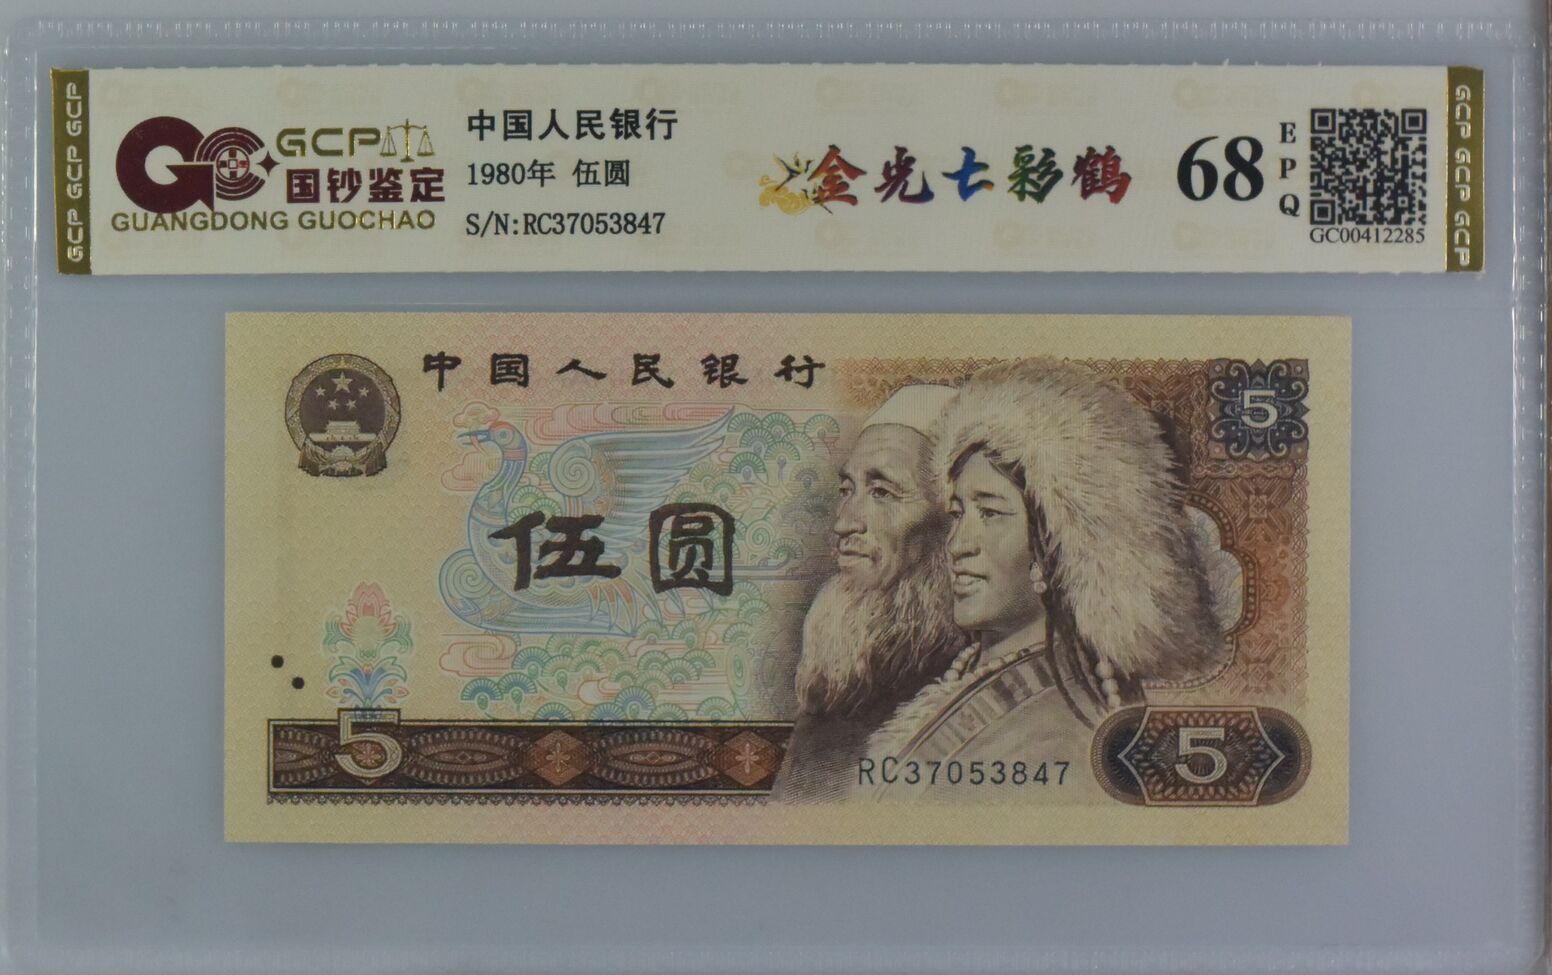 GCP GCP GCP
GCP
国钞鉴定
GUANGDONG GUOCHAO
中国人民银行
1980年 伍圆
S/N:RC37053847
金光七彩鹤
68
EPQ
GC00412285
GCP GCP GCP
中国人民银行
5
伍圆
5
RC37053847
5